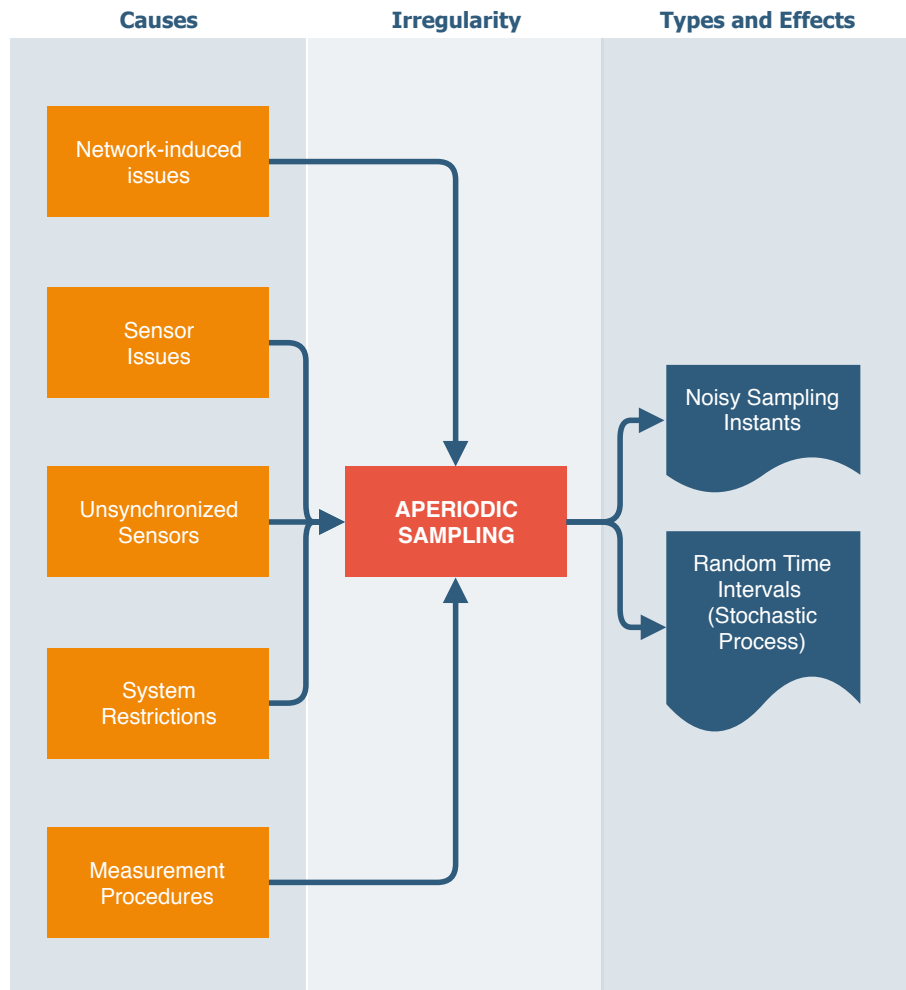 Causes
Irregularity
Types and Effects
Network-induced
issues
Sensor
Issues
Unsynchronized
Sensors
System
Restrictions
Measurement
Procedures
APERIODIC
SAMPLING
Noisy Sampling
Instants
Random Time
Intervals
(Stochastic
Process)